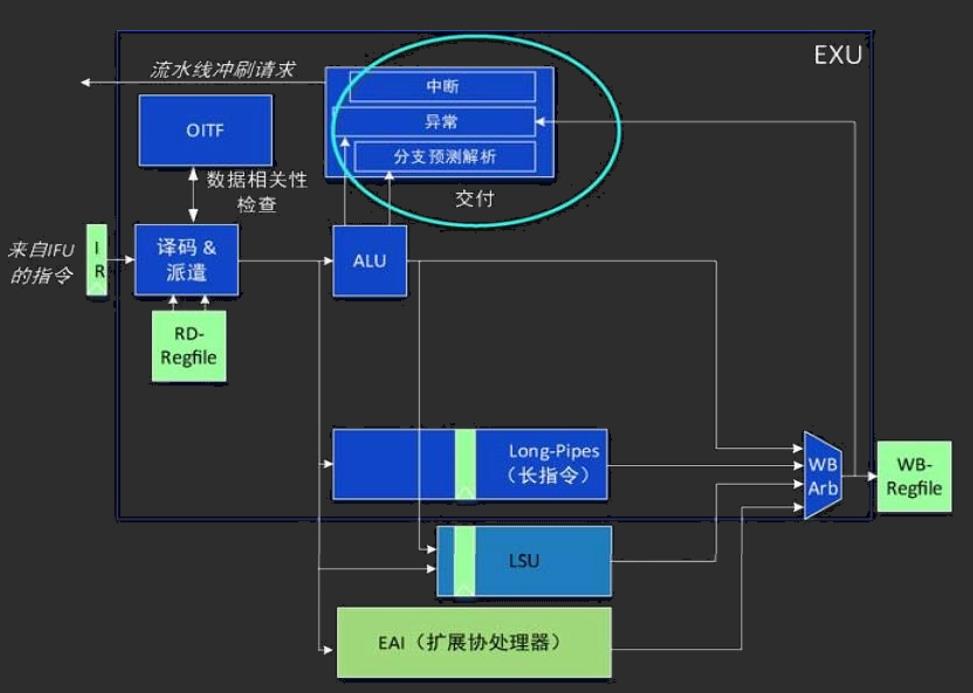 EXU
流水线冲刷请求
中断
异常
分支预测解析
交付
OITF
数据相关性
检查
来自IFU
的指令
I
R
译码 &
派遣
ALU
RD-
Regfile
Long-Pipes
（长指令）
WB
Arb
WB-
Regfile
LSU
EAI（扩展协处理器）